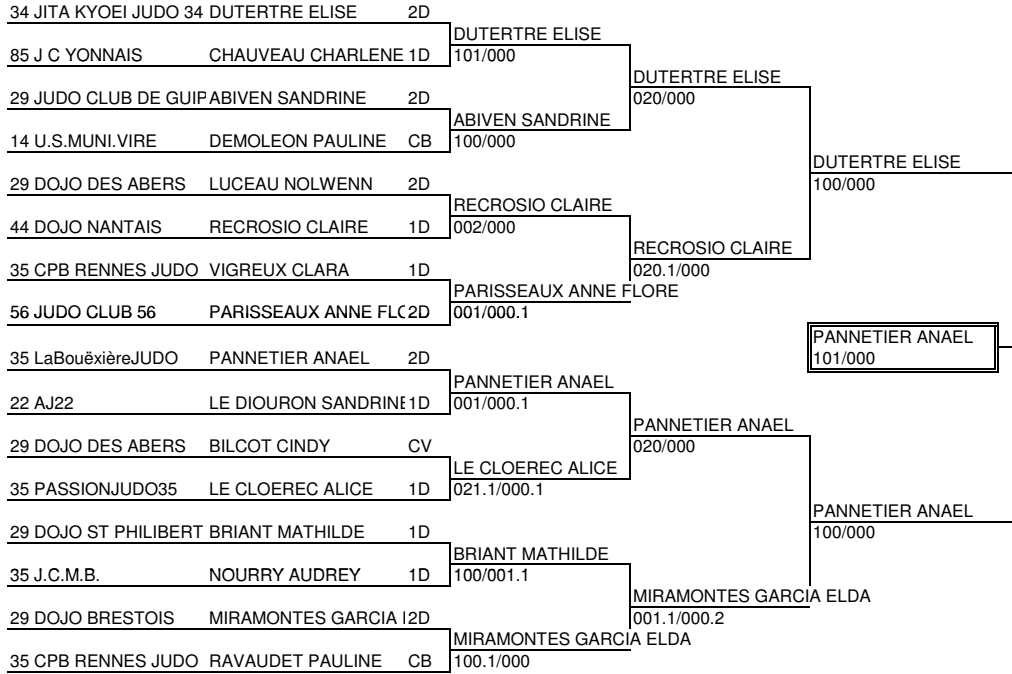 34 JITA KYOEI JUDO 34 DUTERTRE ELISE 2D
DUTERTRE ELISE
85 J C YONNAIS CHAUVEAU CHARLENE 1D
101/000
DUTERTRE ELISE
29 JUDO CLUB DE GUIP ABIVEN SANDRINE 2D
020/000
ABIVEN SANDRINE
14 U.S.MUNI.VIRE DEMOLEON PAULINE CB
100/000
DUTERTRE ELISE
29 DOJO DES ABERS LUCEAU NOLWENN 2D
100/000
RECROSIO CLAIRE
44 DOJO NANTAIS RECROSIO CLAIRE 1D
002/000
RECROSIO CLAIRE
35 CPB RENNES JUDO VIGREUX CLARA 1D
020.1/000
PARISSEAUX ANNE FLORE
56 JUDO CLUB 56 PARISSEAUX ANNE FLO 2D
001/000.1
PANNETIER ANAEL
35 LaBouëxièreJUDO PANNETIER ANAEL 2D
101/000
PANNETIER ANAEL
22 AJ22 LE DIOURON SANDRINE 1D
001/000.1
PANNETIER ANAEL
29 DOJO DES ABERS BILCOT CINDY CV
020/000
LE CLOEREC ALICE
35 PASSIONJUDO35 LE CLOEREC ALICE 1D
021.1/000.1
PANNETIER ANAEL
29 DOJO ST PHILIBERT BRIANT MATHILDE 1D
100/000
BRIANT MATHILDE
35 J.C.M.B. NOURRY AUDREY 1D
100/001.1
MIRAMONTES GARCIA ELDA
29 DOJO BRESTOIS MIRAMONTES GARCIA 2D
001.1/000.2
MIRAMONTES GARCIA ELDA
35 CPB RENNES JUDO RAVAUDET PAULINE CB
100.1/000